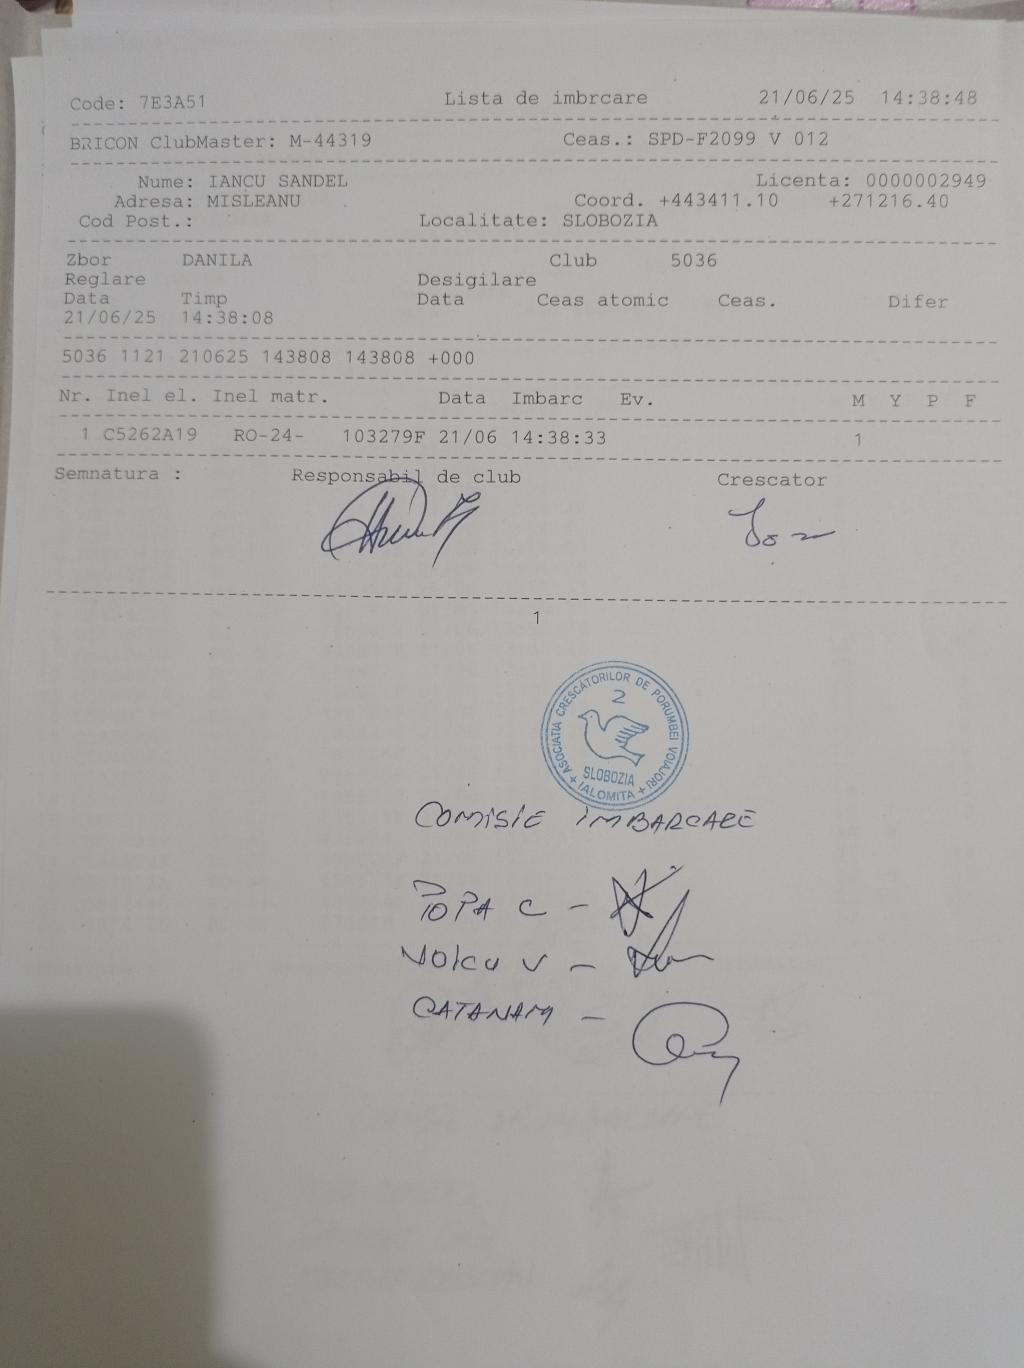 Code: 7E3A51 Lista de imbrcare 21/06/25 14:38:48
BRICON ClubMaster: M-44319 Ceas.: SPD-F2099 V 012
Nume: IANCU SANDEL Licenta: 0000002949
Adresa: MISLEANU Coord. +443411.10 +271216.40
Cod Post.: Localitate: SLOBOZIA
Zbor DANILA Club 5036
Reglare Desigilare
Data Timp Data Ceas atomic Ceas. Difer
21/06/25 14:38:08
5036 1121 210625 143808 143808 +000
Nr. Inel el. Inel matr. Data Imbarc Ev. M Y P F
1 C5262A19 RO-24- 103279F 21/06 14:38:33 1
Semnatura : Responsabil de club Crescator
1
ASOCIATIA CRESCĂTORILOR DE PORUMBEI VOIAJORI
2
SLOBOZIA
+ IALOMITA +
COMISIE IMBARCARE
POPA C -
VOICU V -
CATANAM -